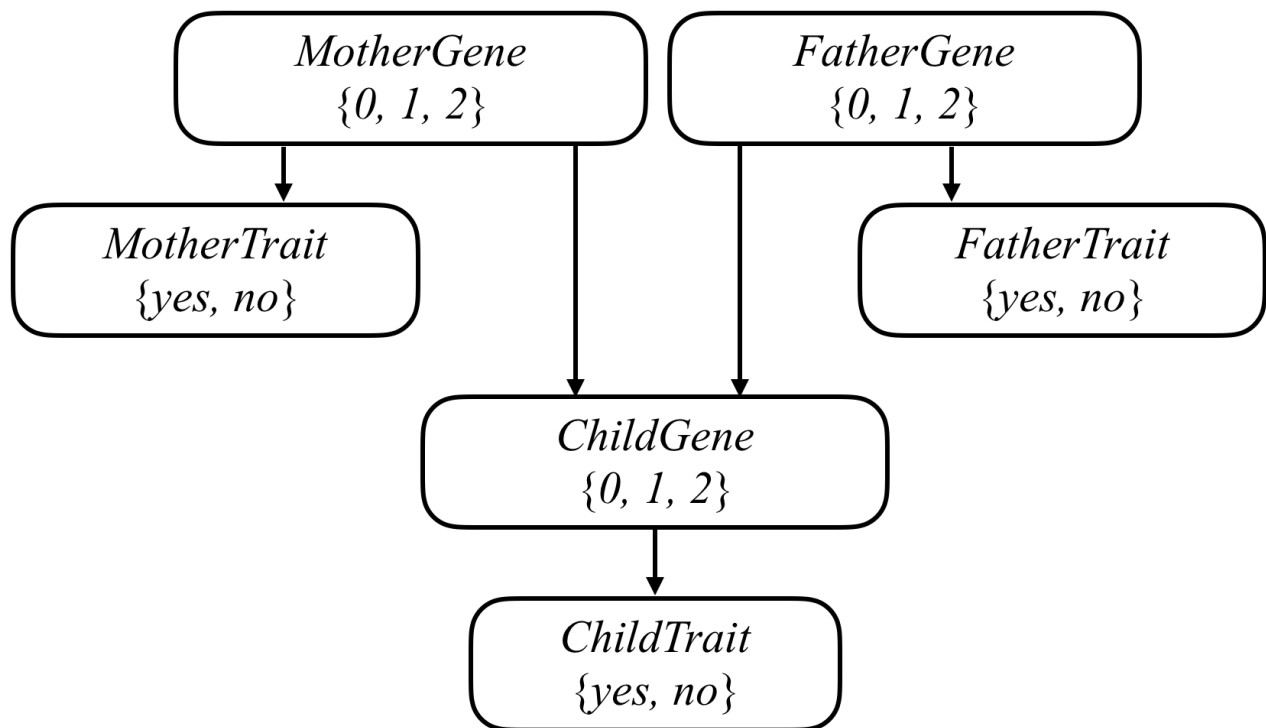 MotherGene
{0, 1, 2}
FatherGene
{0, 1, 2}
MotherTrait
{yes, no}
FatherTrait
{yes, no}
ChildGene
{0, 1, 2}
ChildTrait
{yes, no}